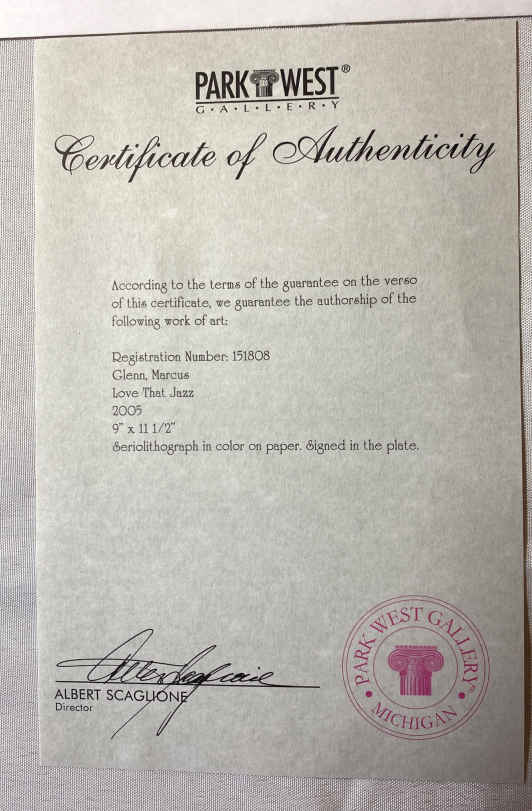 PARK WEST®
G·A·L·L·E·R·Y
Certificate of Authenticity
According to the terms of the guarantee on the verso
of this certificate, we guarantee the authorship of the
following work of art:
Registration Number: 151808
Glenn, Marcus
Love That Jazz
2005
9" x 11 1/2"
Seriolithograph in color on paper. Signed in the plate.
ALBERT SCAGLIONE
Director
PARK WEST GALLERY
• MICHIGAN •